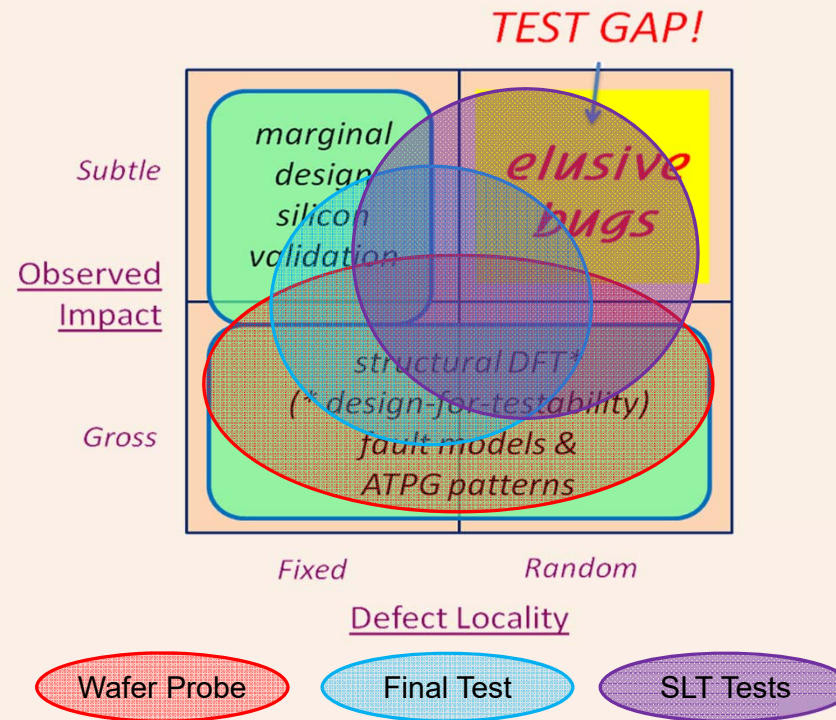 TEST GAP!
Subtle
marginal
design
silicon
validation
elusive
bugs
Observed
Impact
Gross
structural DFT*
(* design-for-testability)
fault models &
ATPG patterns
Fixed
Random
Defect Locality
Wafer Probe
Final Test
SLT Tests